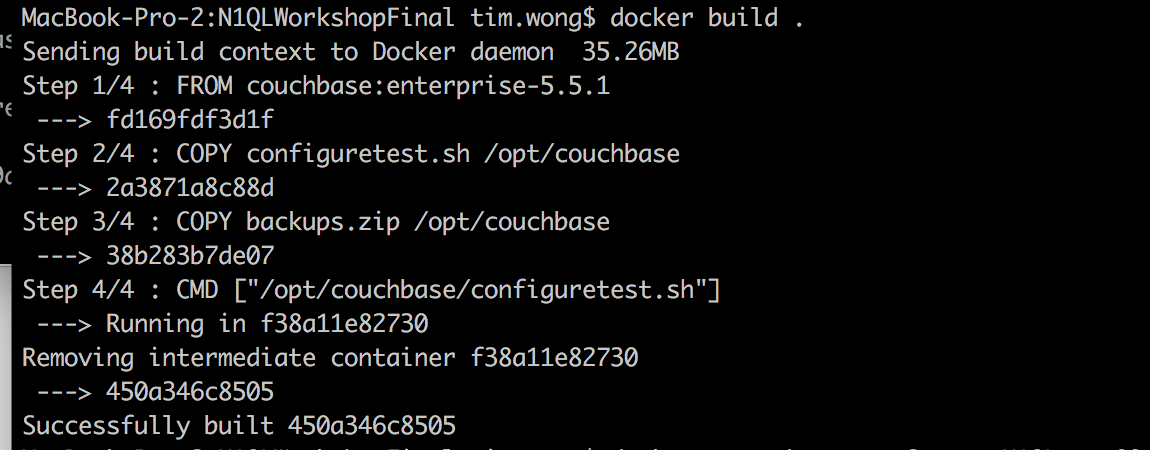 MacBook-Pro-2:N1QLWorkshopFinal tim.wong$ docker build .
Sending build context to Docker daemon  35.26MB
Step 1/4 : FROM couchbase:enterprise-5.5.1
 ---> fd169fdf3d1f
Step 2/4 : COPY configuretest.sh /opt/couchbase
 ---> 2a3871a8c88d
Step 3/4 : COPY backups.zip /opt/couchbase
 ---> 38b283b7de07
Step 4/4 : CMD ["/opt/couchbase/configuretest.sh"]
 ---> Running in f38a11e82730
Removing intermediate container f38a11e82730
 ---> 450a346c8505
Successfully built 450a346c8505